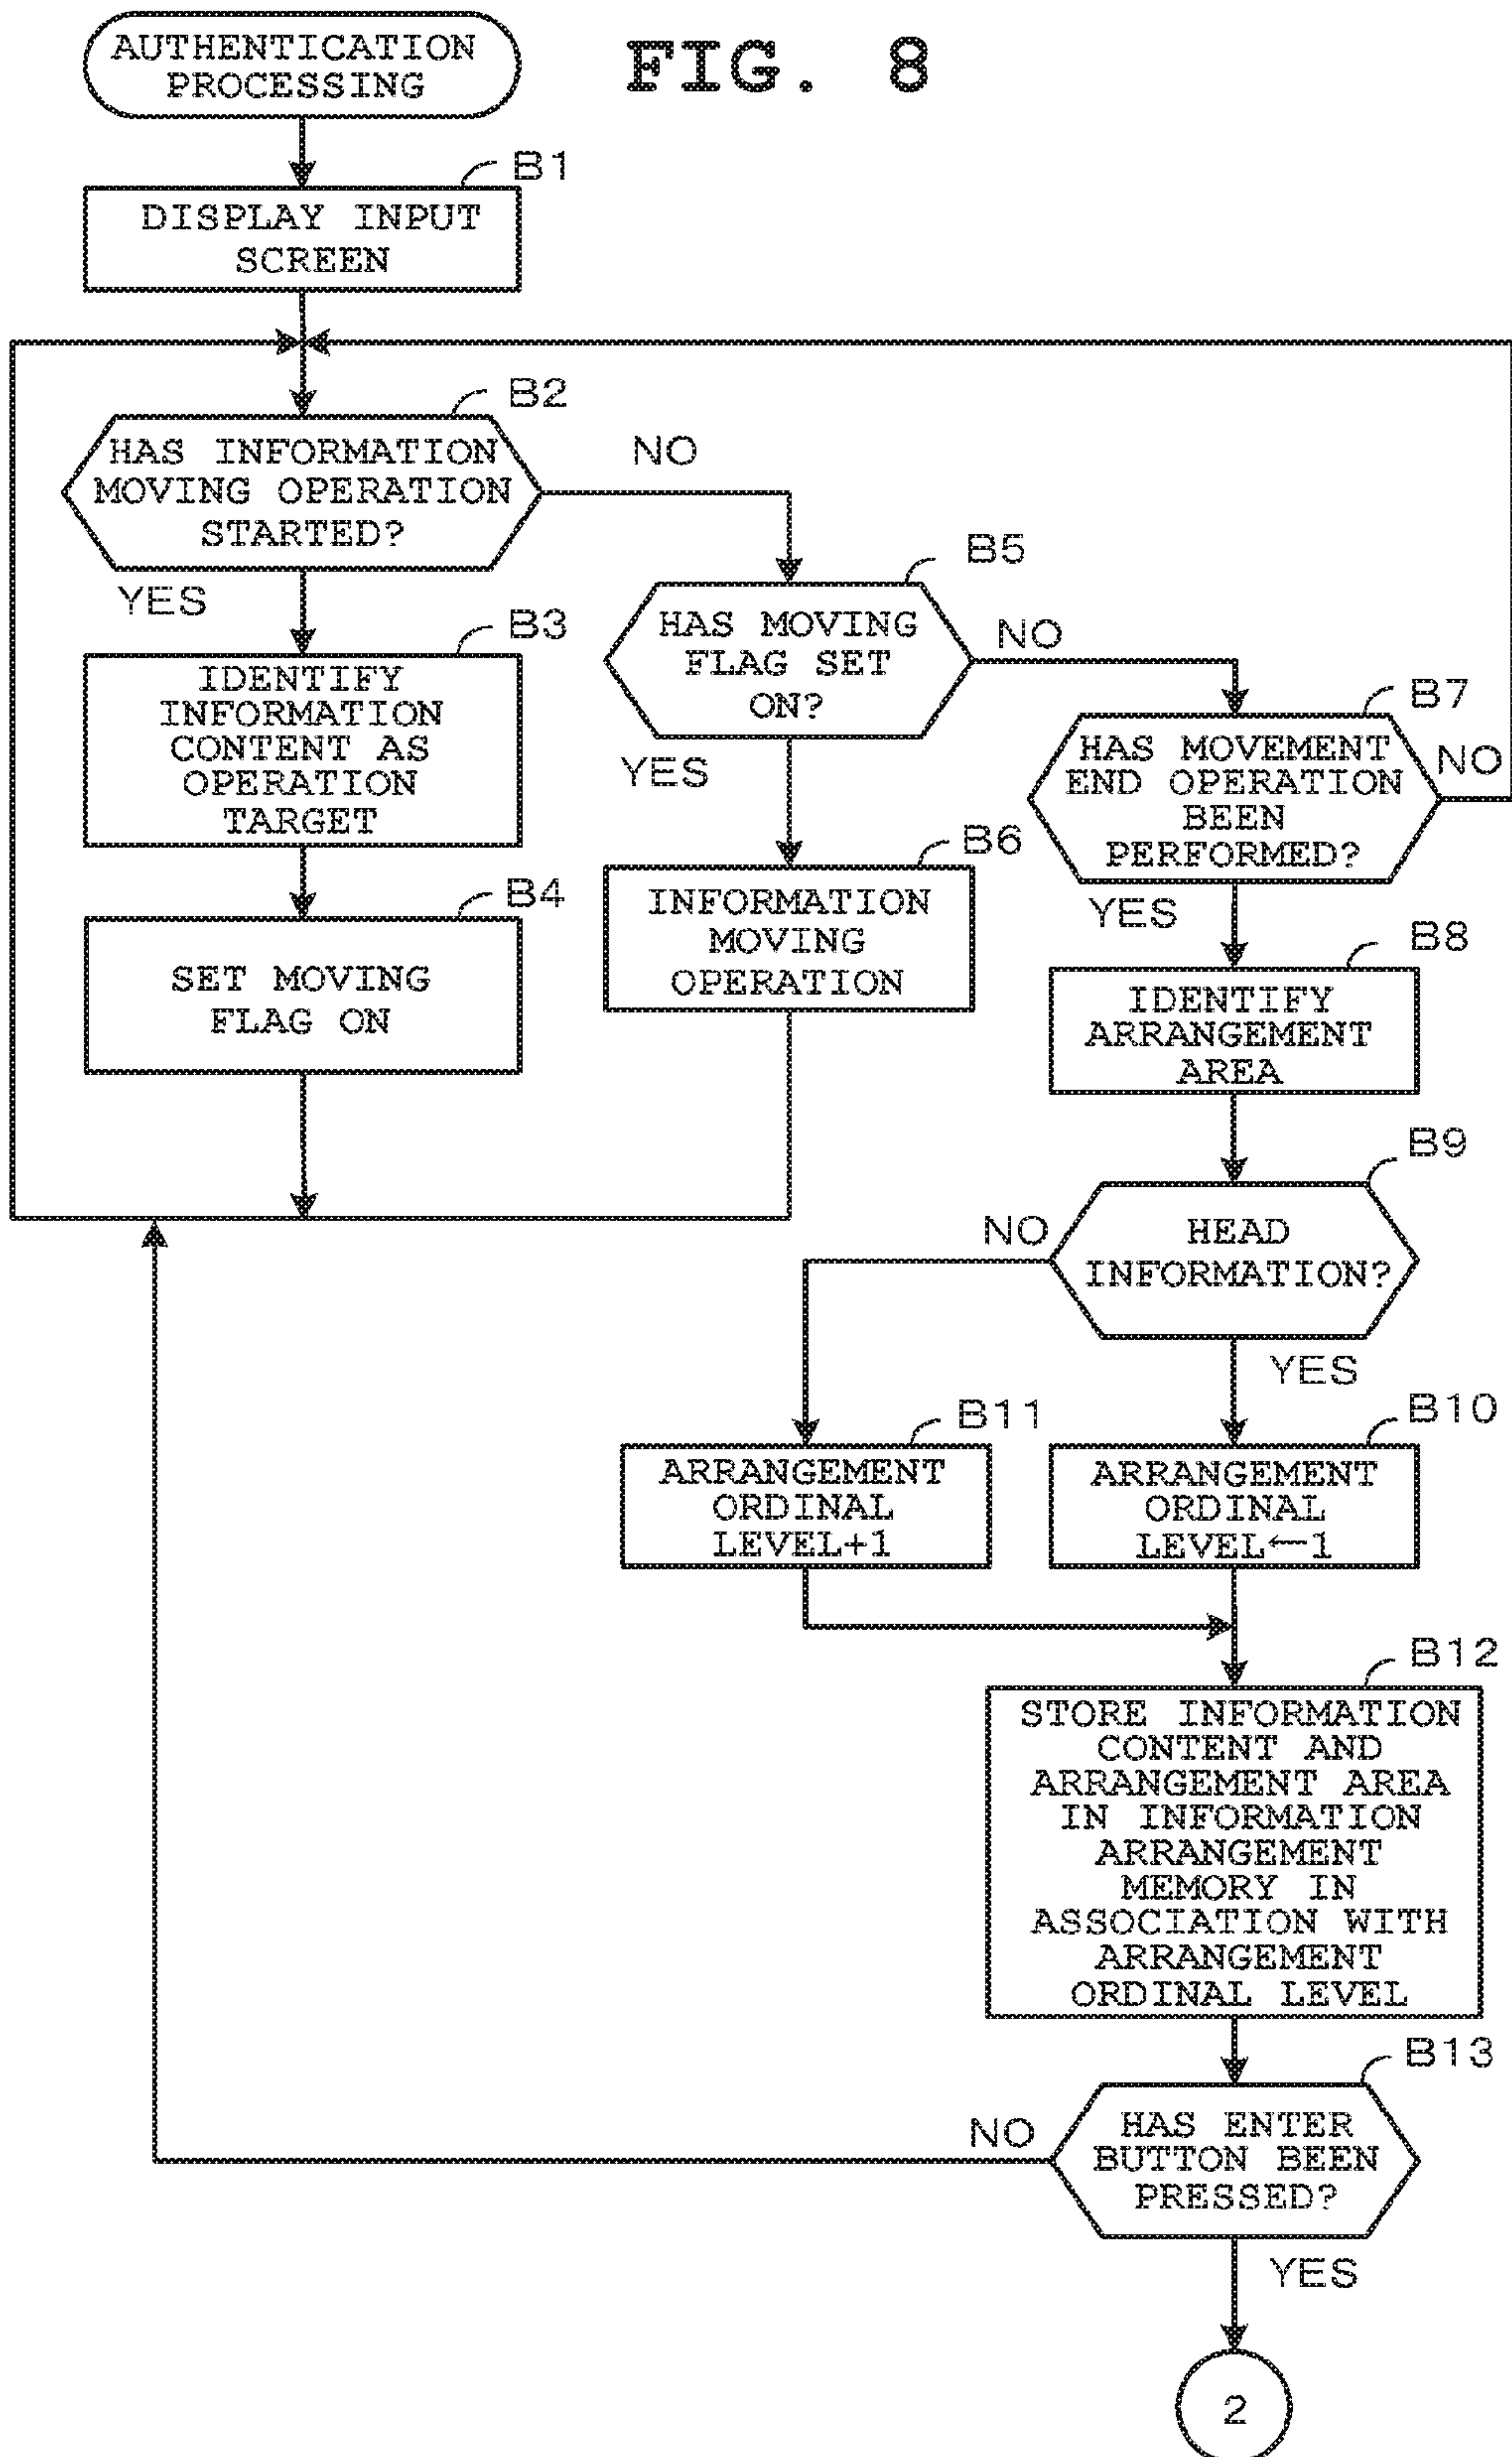 AUTHENTICATION
PROCESSING
FIG. 8
B1
DISPLAY INPUT
SCREEN
B2
HAS INFORMATION
MOVING OPERATION
STARTED?
NO
YES
B3
IDENTIFY
INFORMATION
CONTENT AS
OPERATION
TARGET
B4
SET MOVING
FLAG ON
B5
HAS MOVING
FLAG SET
ON?
NO
YES
B6
INFORMATION
MOVING
OPERATION
B7
HAS MOVEMENT
END OPERATION
BEEN
PERFORMED?
NO
YES
B8
IDENTIFY
ARRANGEMENT
AREA
B9
HEAD
INFORMATION?
NO
YES
B11
ARRANGEMENT
ORDINAL
LEVEL+1
B10
ARRANGEMENT
ORDINAL
LEVEL←1
B12
STORE INFORMATION
CONTENT AND
ARRANGEMENT AREA
IN INFORMATION
ARRANGEMENT
MEMORY IN
ASSOCIATION WITH
ARRANGEMENT
ORDINAL LEVEL
B13
HAS ENTER
BUTTON BEEN
PRESSED?
NO
YES
2